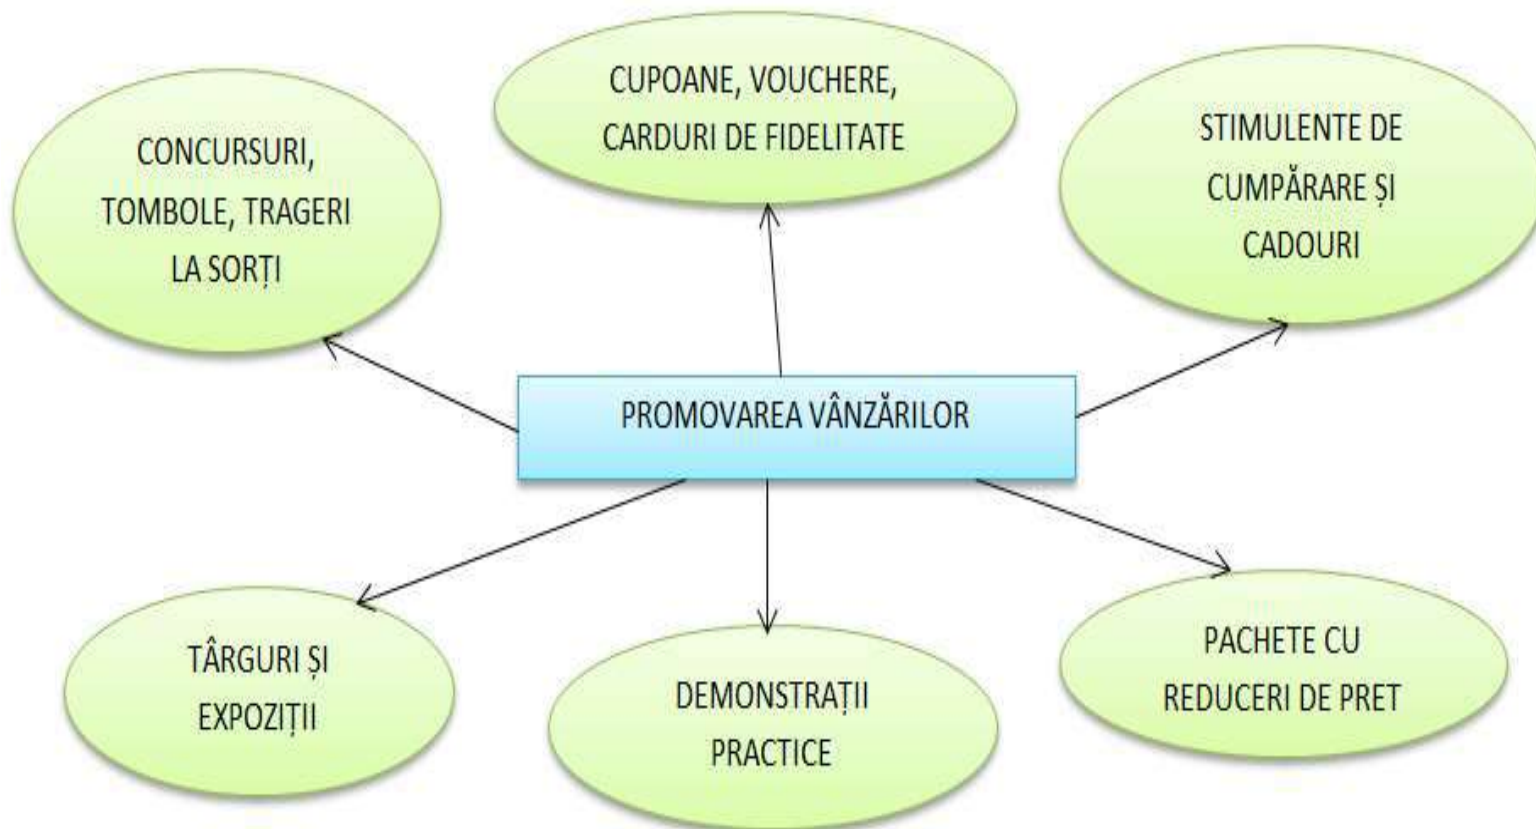 CONCURSURI,
TOMBOLE, TRAGERI
LA SORȚI
CUPOANE, VOUCHERE,
CARDURI DE FIDELITATE
STIMULENTE DE
CUMPĂRARE ȘI
CADOURI
PROMOVAREA VÂNZĂRILOR
TÂRGURI ȘI
EXPOZIȚII
DEMONSTRAȚII
PRACTICE
PACHETE CU
REDUCERI DE PRET